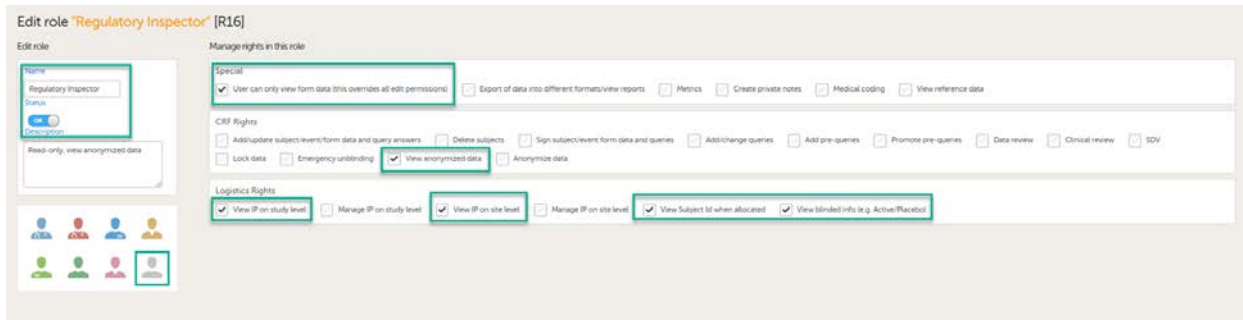 Edit role "Regulatory Inspector" [R16]
Edit role
Manage rights in this role
Name
Regulatory Inspector
Status
Description
Read-only, view anonymized data
Special
User can only view form data (this overrides all edit permissions) Export of data into different formats/view reports Metrics Create private notes Medical coding View reference data
CRF Rights
Add/update subject/event/form data and query answers Delete subjects Sign subject/event form data and queries Add/change queries Add pre-queries Promote pre-queries Data review Clinical review SDV
Lock data Emergency unblinding View anonymized data Anonymize data
Logistics Rights
View IP on study level Manage IP on study level View IP on site level Manage IP on site level View Subject Id when allocated View blinded info (e.g. Active/Placebo)